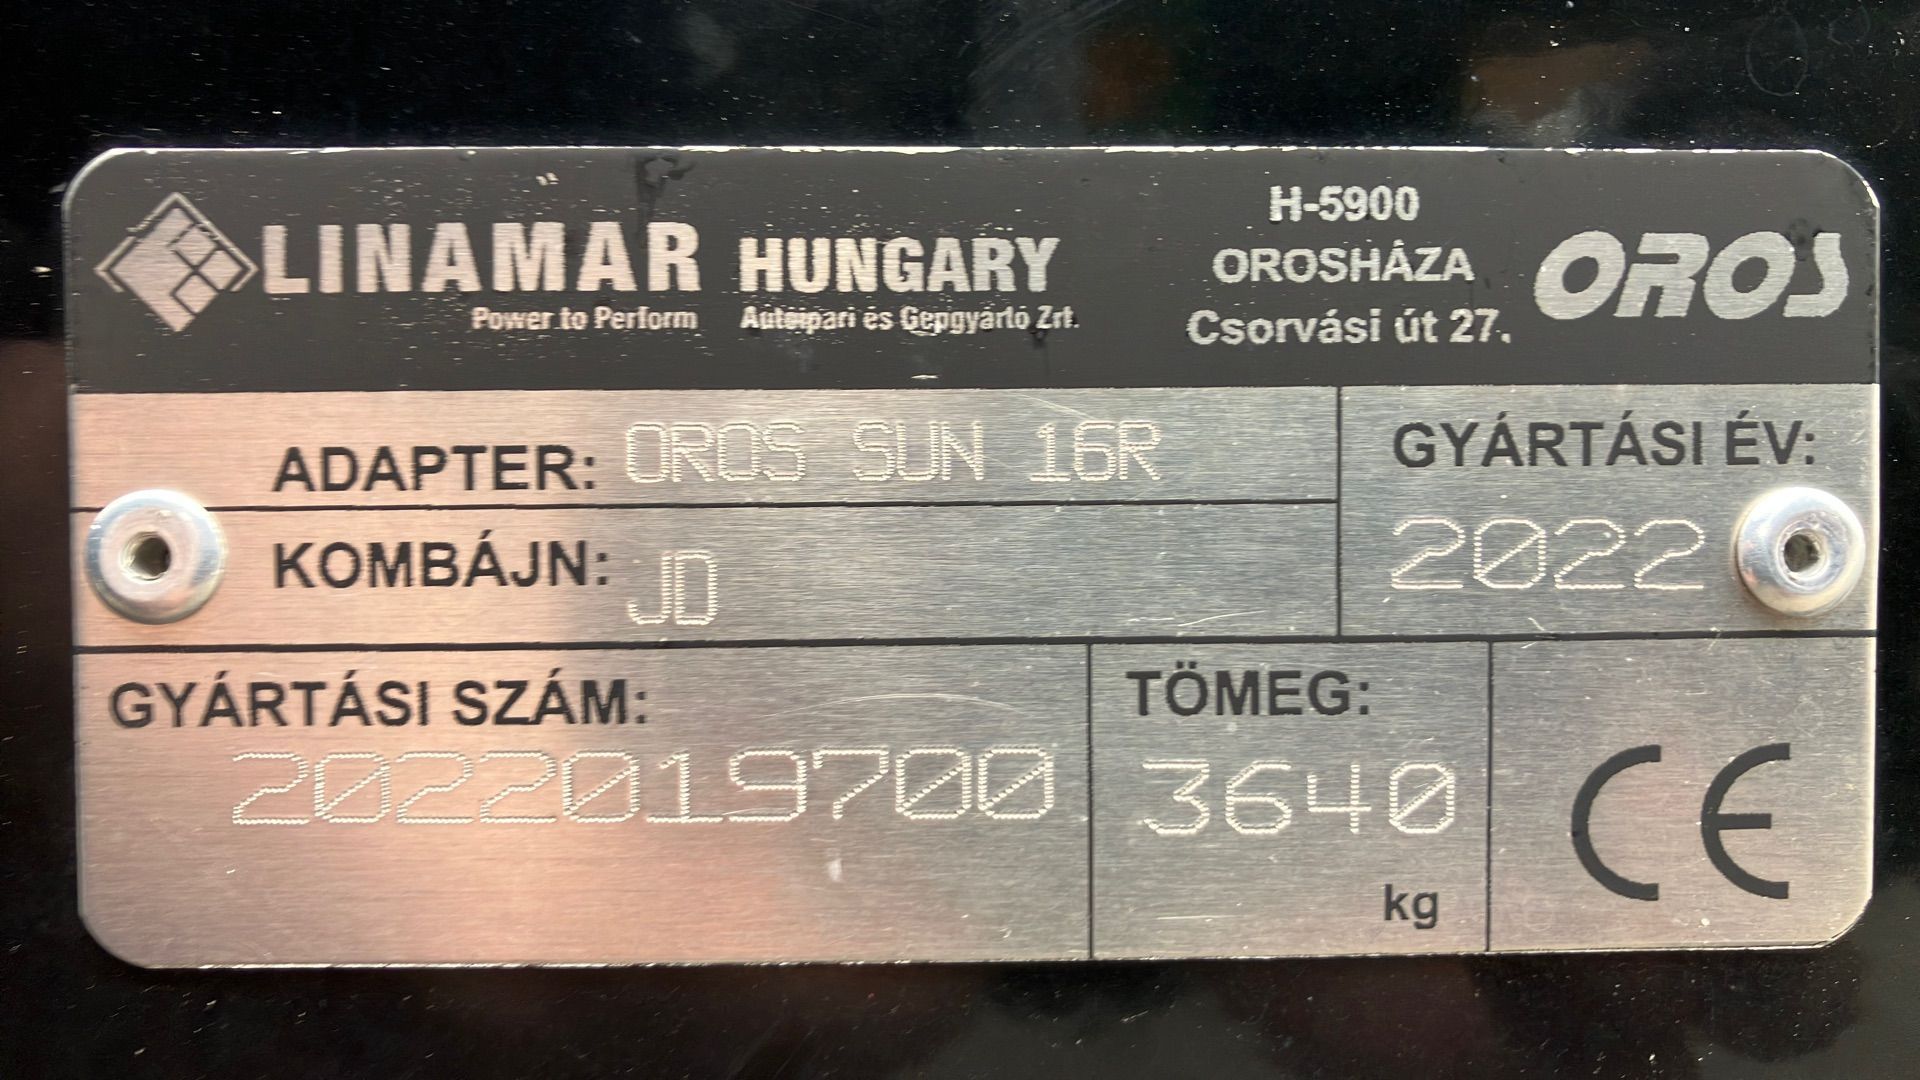 LINAMAR HUNGARY
Power to Perform
Autóipari és Gépgyártó Zrt.
H-5900
OROSHÁZA
Csorvási út 27.
OROS
ADAPTER: OROS SUN 16R
KOMBÁJN: JD
GYÁRTÁSI ÉV:
2022
GYÁRTÁSI SZÁM:
2022019700
TÖMEG:
3640
kg
CE